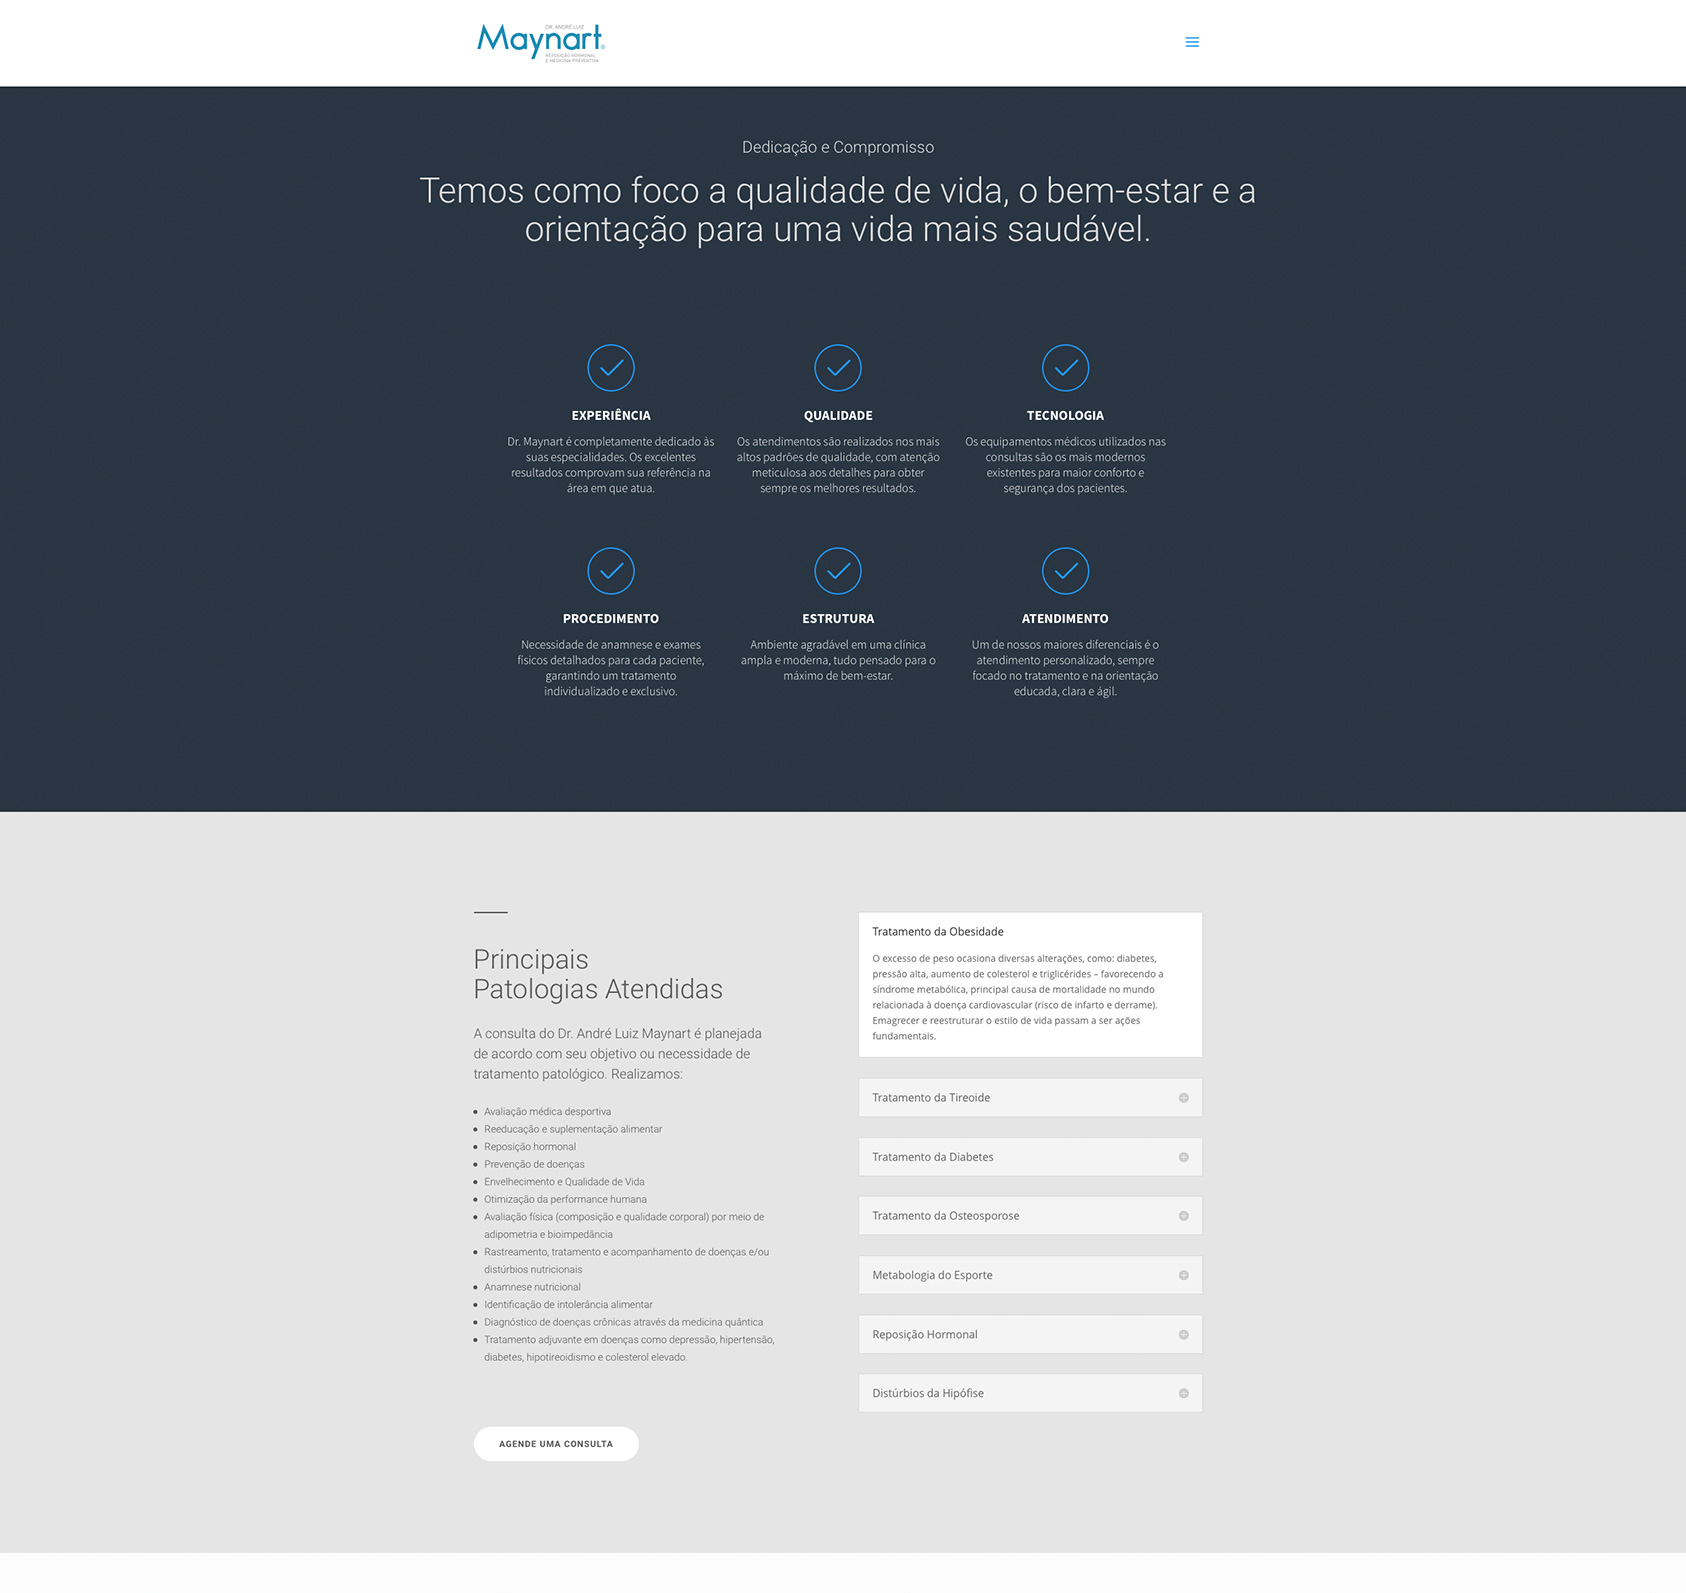 DR. ANDRÉ LUIZ
Maynart
REPOSIÇÃO HORMONAL
E MEDICINA PREVENTIVA
Dedicação e Compromisso
Temos como foco a qualidade de vida, o bem-estar e a
orientação para uma vida mais saudável.
EXPERIÊNCIA
Dr. Maynart é completamente dedicado às
suas especialidades. Os excelentes
resultados comprovam sua referência na
área em que atua.
QUALIDADE
Os atendimentos são realizados nos mais
altos padrões de qualidade, com atenção
meticulosa aos detalhes para obter
sempre os melhores resultados.
TECNOLOGIA
Os equipamentos médicos utilizados nas
consultas são os mais modernos
existentes para maior conforto e
segurança dos pacientes.
PROCEDIMENTO
Necessidade de anamnese e exames
físicos detalhados para cada paciente,
garantindo um tratamento
individualizado e exclusivo.
ESTRUTURA
Ambiente agradável em uma clínica
ampla e moderna, tudo pensado para o
máximo de bem-estar.
ATENDIMENTO
Um de nossos maiores diferenciais é o
atendimento personalizado, sempre
focado no tratamento e na orientação
educada, clara e ágil.
Principais
Patologias Atendidas
A consulta do Dr. André Luiz Maynart é planejada
de acordo com seu objetivo ou necessidade de
tratamento patológico. Realizamos:
Avaliação médica desportiva
Reeducação e suplementação alimentar
Reposição hormonal
Prevenção de doenças
Envelhecimento e Qualidade de Vida
Otimização da performance humana
Avaliação física (composição e qualidade corporal) por meio de
adipometria e bioimpedância
Rastreamento, tratamento e acompanhamento de doenças e/ou
distúrbios nutricionais
Anamnese nutricional
Identificação de intolerância alimentar
Diagnóstico de doenças crônicas através da medicina quântica
Tratamento adjuvante em doenças como depressão, hipertensão,
diabetes, hipotireoidismo e colesterol elevado.
AGENDE UMA CONSULTA
Tratamento da Obesidade
O excesso de peso ocasiona diversas alterações, como: diabetes,
pressão alta, aumento de colesterol e triglicérides – favorecendo a
síndrome metabólica, principal causa de mortalidade no mundo
relacionada à doença cardiovascular (risco de infarto e derrame).
Emagrecer e reestruturar o estilo de vida passam a ser ações
fundamentais.
Tratamento da Tireoide
Tratamento da Diabetes
Tratamento da Osteosporose
Metabologia do Esporte
Reposição Hormonal
Distúrbios da Hipófise